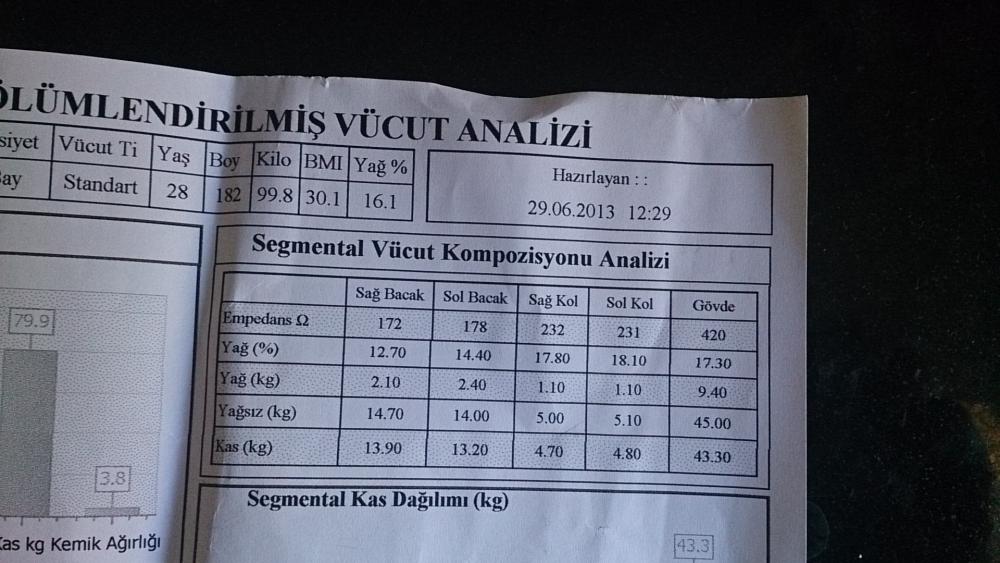 ÖLÜMLENDİRİLMİŞ VÜCUT ANALİZİ
siyet Vücut Ti Yaş Boy Kilo BMI Yağ %
Bay Standart 28 182 99.8 30.1 16.1
Hazırlayan : :
29.06.2013 12:29
Segmental Vücut Kompozisyonu Analizi
Sağ Bacak Sol Bacak Sağ Kol Sol Kol Gövde
Empedans Ω 172 178 232 231 420
Yağ (%) 12.70 14.40 17.80 18.10 17.30
Yağ (kg) 2.10 2.40 1.10 1.10 9.40
Yağsız (kg) 14.70 14.00 5.00 5.10 45.00
Kas (kg) 13.90 13.20 4.70 4.80 43.30
79.9
3.8
Kas kg Kemik Ağırlığı
Segmental Kas Dağılımı (kg)
43.3